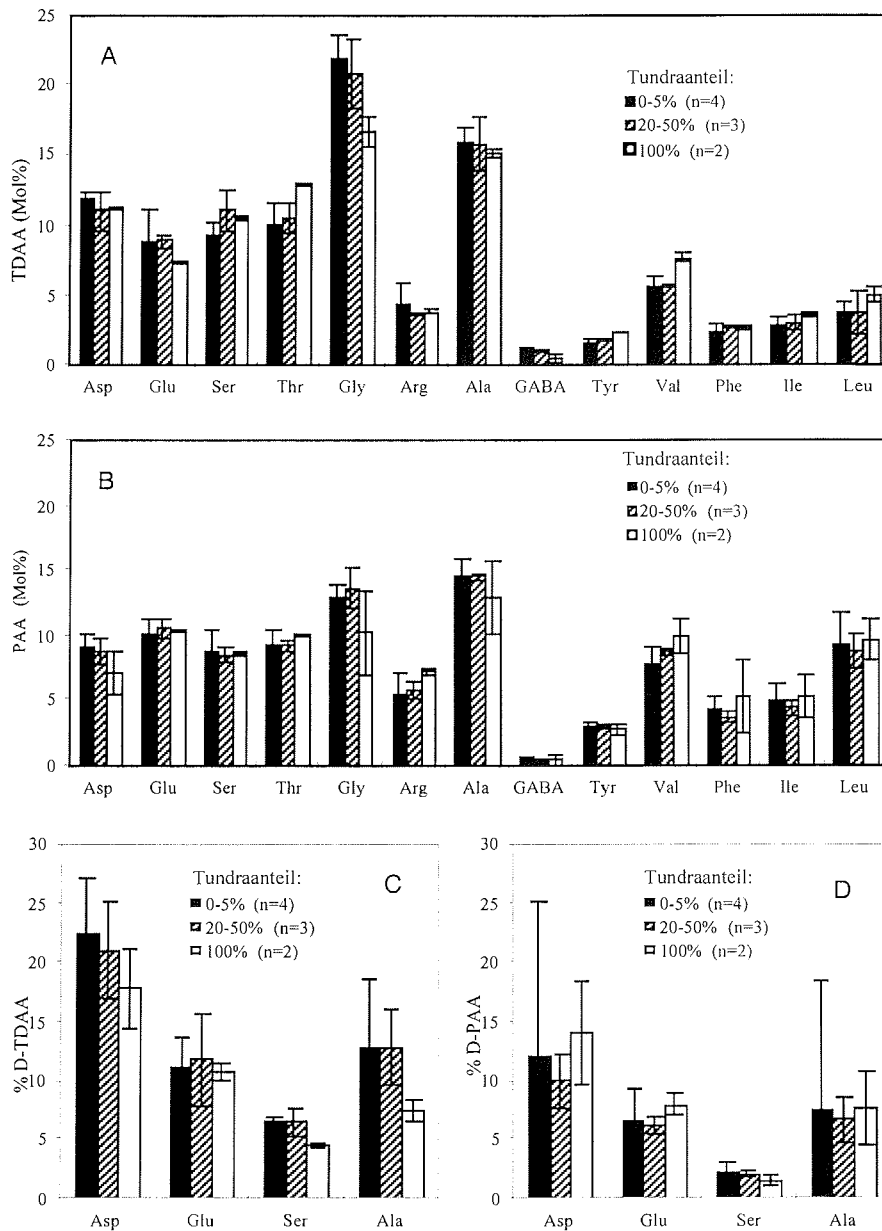 A
Tundraanteil:
0-5% (n=4)
20-50% (n=3)
100% (n=2)
TDAA (Mol%)
25
20
15
10
5
0
Asp Glu Ser Thr Gly Arg Ala GABA Tyr Val Phe Ile Leu
B
Tundraanteil:
0-5% (n=4)
20-50% (n=3)
100% (n=2)
PAA (Mol%)
25
20
15
10
5
0
Asp Glu Ser Thr Gly Arg Ala GABA Tyr Val Phe Ile Leu
C
Tundraanteil:
0-5% (n=4)
20-50% (n=3)
100% (n=2)
% D-TDAA
30
25
20
15
10
5
0
Asp Glu Ser Ala
D
Tundraanteil:
0-5% (n=4)
20-50% (n=3)
100% (n=2)
% D-PAA
30
25
20
15
10
5
0
Asp Glu Ser Ala